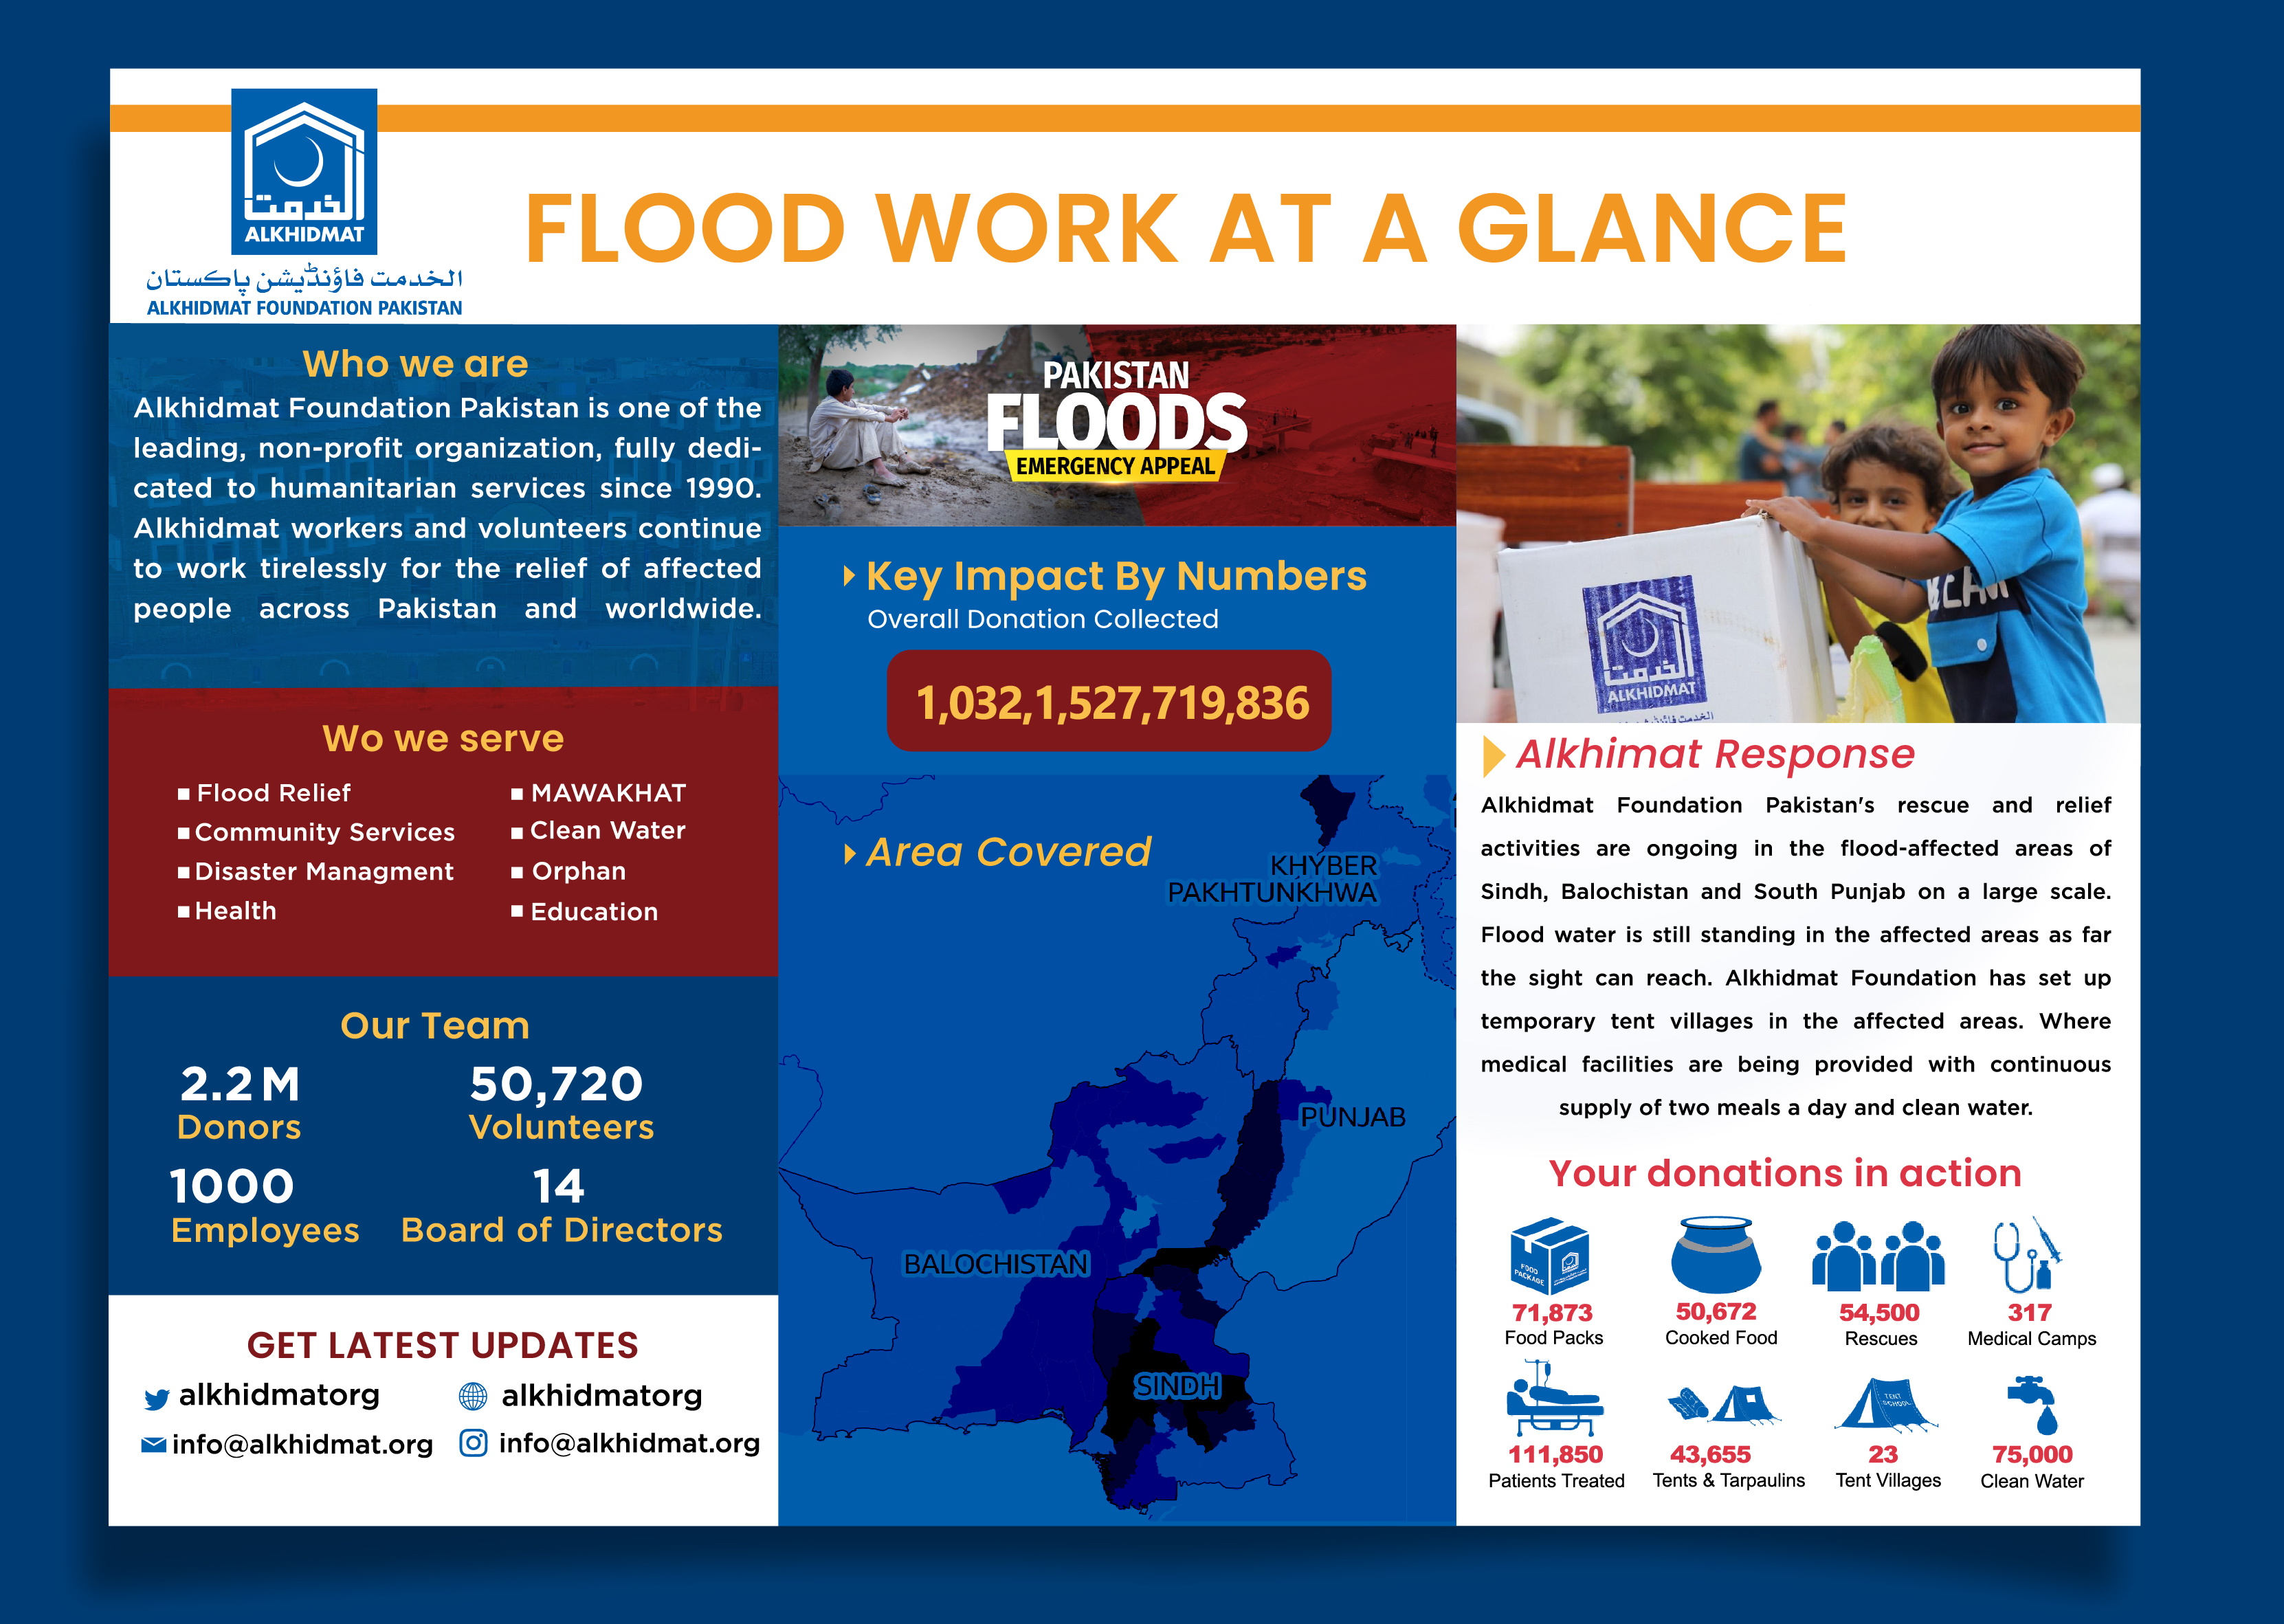 الخدمت
ALKHIDMAT
الخدمت فاؤنڈیشن پاکستان
ALKHIDMAT FOUNDATION PAKISTAN
FLOOD WORK AT A GLANCE
Who we are
Alkhidmat Foundation Pakistan is one of the
leading, non-profit organization, fully dedi-
cated to humanitarian services since 1990.
Alkhidmat workers and volunteers continue
to work tirelessly for the relief of affected
people across Pakistan and worldwide.
Wo we serve
Flood Relief
Community Services
Disaster Managment
Health
MAWAKHAT
Clean Water
Orphan
Education
Our Team
2.2M
Donors
50,720
Volunteers
1000
Employees
14
Board of Directors
GET LATEST UPDATES
alkhidmatorg
alkhidmatorg
info@alkhidmat.org
info@alkhidmat.org
PAKISTAN
FLOODS
EMERGENCY APPEAL
Key Impact By Numbers
Overall Donation Collected
1,032,1,527,719,836
Area Covered
KHYBER
PAKHTUNKHWA
PUNJAB
BALOCHISTAN
SINDH
الخدمت
ALKHIDMAT
Alkhimat Response
Alkhidmat Foundation Pakistan's rescue and relief
activities are ongoing in the flood-affected areas of
Sindh, Balochistan and South Punjab on a large scale.
Flood water is still standing in the affected areas as far
the sight can reach. Alkhidmat Foundation has set up
temporary tent villages in the affected areas. Where
medical facilities are being provided with continuous
supply of two meals a day and clean water.
Your donations in action
FOOD
PACKAGE
71,873
Food Packs
50,672
Cooked Food
54,500
Rescues
317
Medical Camps
111,850
Patients Treated
43,655
Tents & Tarpaulins
TENT
SCHOOL
23
Tent Villages
75,000
Clean Water